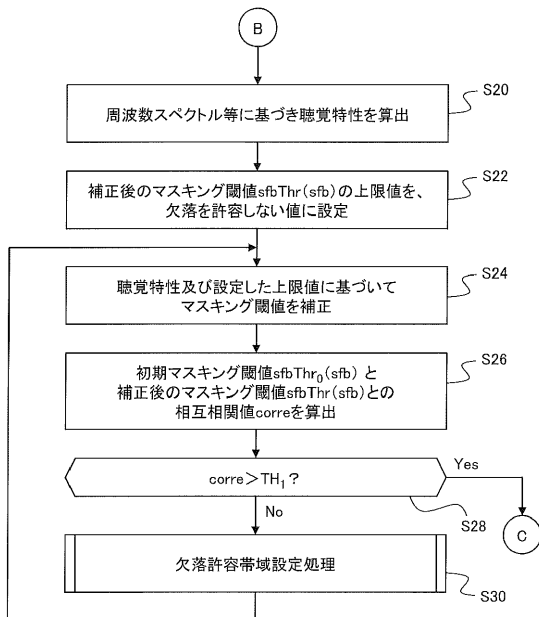 B
S20
周波数スペクトル等に基づき聴覚特性を算出
S22
補正後のマスキング閾値sfbThr(sfb)の上限値を、
欠落を許容しない値に設定
S24
聴覚特性及び設定した上限値に基づいて
マスキング閾値を補正
S26
初期マスキング閾値sfbThr₀(sfb)と
補正後のマスキング閾値sfbThr(sfb)との
相互相関値correを算出
corre＞TH₁？
Yes
S28
No
C
欠落許容帯域設定処理
S30